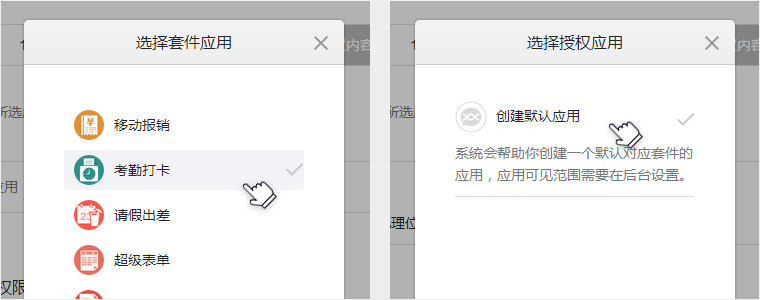 选择套件应用
内容
所选
移动报销
考勤打卡
应用
请假出差
超级表单
权限
选择授权应用
内容
所选
创建默认应用
系统会帮助你创建一个默认对应套件的
应用，应用可见范围需要在后台设置。
理位